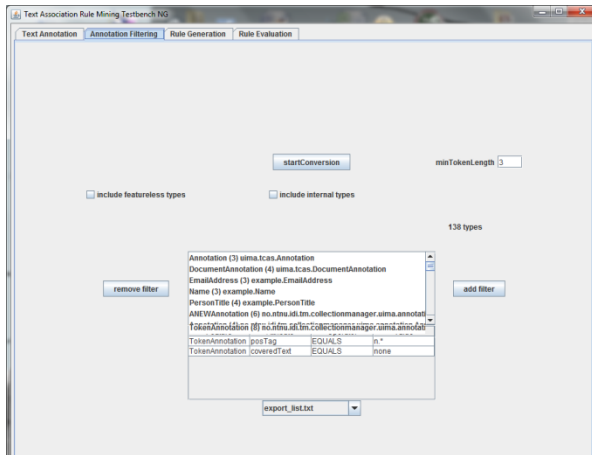 Text Association Rule Mining Testbench NG
Text Annotation Annotation Filtering Rule Generation Rule Evaluation
startConversion minTokenLength 3
include featureless types include internal types
138 types
Annotation (3) uima.tcas.Annotation
DocumentAnnotation (4) uima.tcas.DocumentAnnotation
EmailAddress (3) example.EmailAddress
remove filter Name (3) example.Name add filter
PersonTitle (4) example.PersonTitle
ANEWAnnotation (6) no.ntnu.idi.tm.collectionmanager.uima.annotati
TokenAnnotation (8) no.ntnu.idi.tm.collectionmanager.uima.annotati
TokenAnnotation posTag EQUALS n.*
TokenAnnotation coveredText EQUALS none
export_list.txt